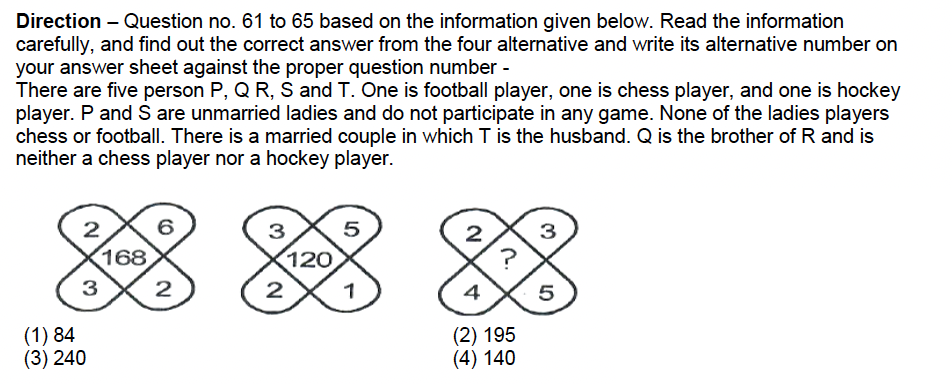 Direction – Question no. 61 to 65 based on the information given below. Read the information
carefully, and find out the correct answer from the four alternative and write its alternative number on
your answer sheet against the proper question number -
There are five person P, Q R, S and T. One is football player, one is chess player, and one is hockey
player. P and S are unmarried ladies and do not participate in any game. None of the ladies players
chess or football. There is a married couple in which T is the husband. Q is the brother of R and is
neither a chess player nor a hockey player.
2 6 3 5 2 3
168 120 ?
3 2 2 1 4 5
(1) 84 (2) 195
(3) 240 (4) 140